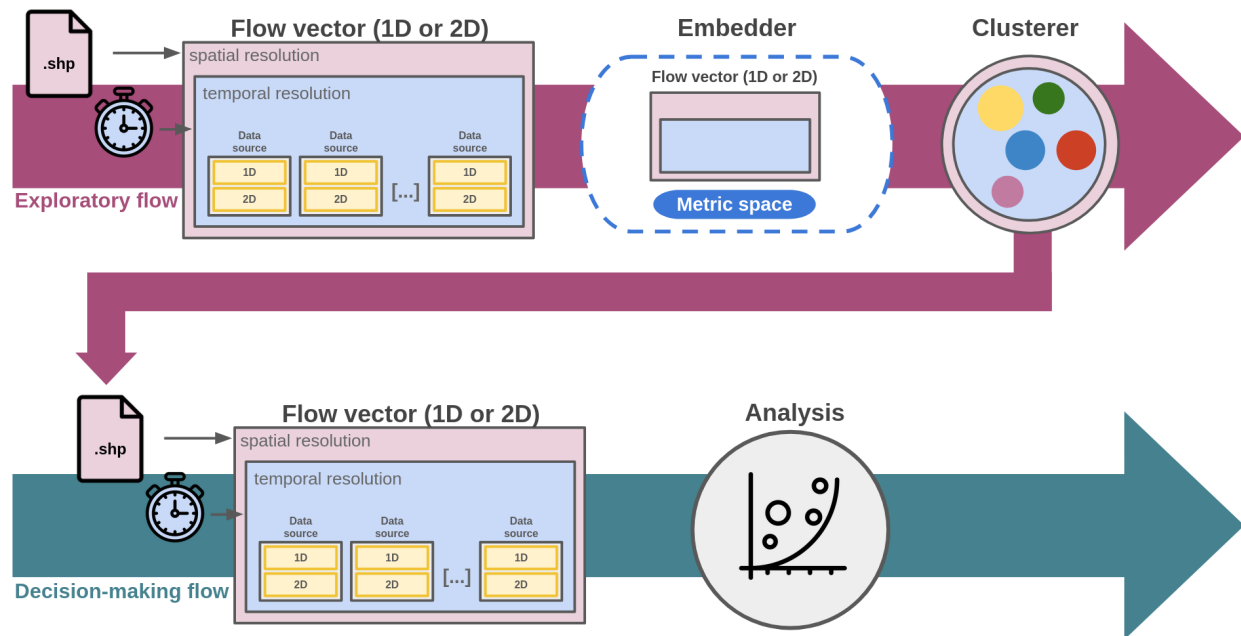 Flow vector (1D or 2D)
Embedder
Clusterer
.shp
spatial resolution
temporal resolution
Flow vector (1D or 2D)
Data
source
Data
source
Data
source
1D
1D
1D
2D
2D
[...]
2D
Exploratory flow
Metric space
Flow vector (1D or 2D)
Analysis
.shp
spatial resolution
temporal resolution
Data
source
Data
source
Data
source
1D
1D
1D
2D
2D
[...]
2D
Decision-making flow